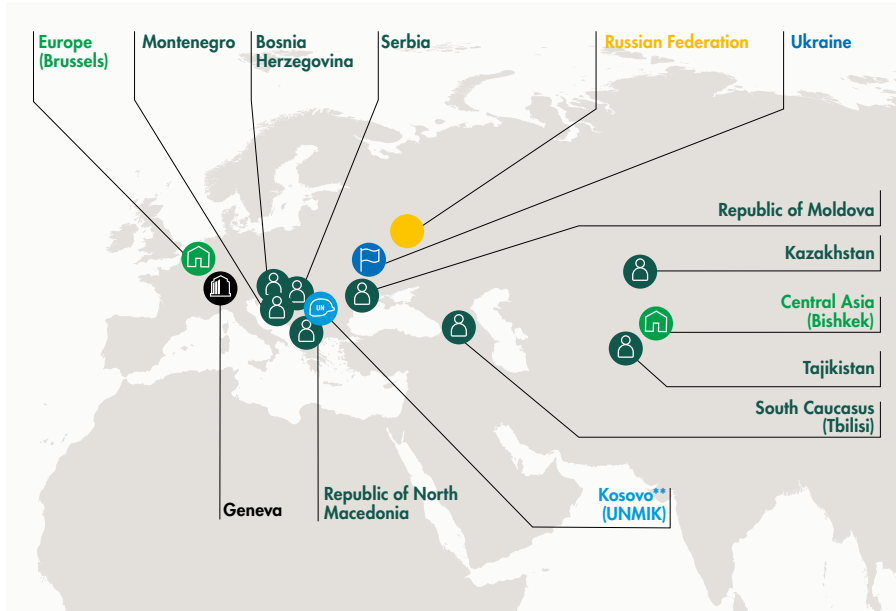 Europe
(Brussels)
Montenegro
Bosnia
Herzegovina
Serbia
Russian Federation
Ukraine
Republic of Moldova
Kazakhstan
Central Asia
(Bishkek)
Tajikistan
South Caucasus
(Tbilisi)
UN
Geneva
Republic of North
Macedonia
Kosovo**
(UNMIK)